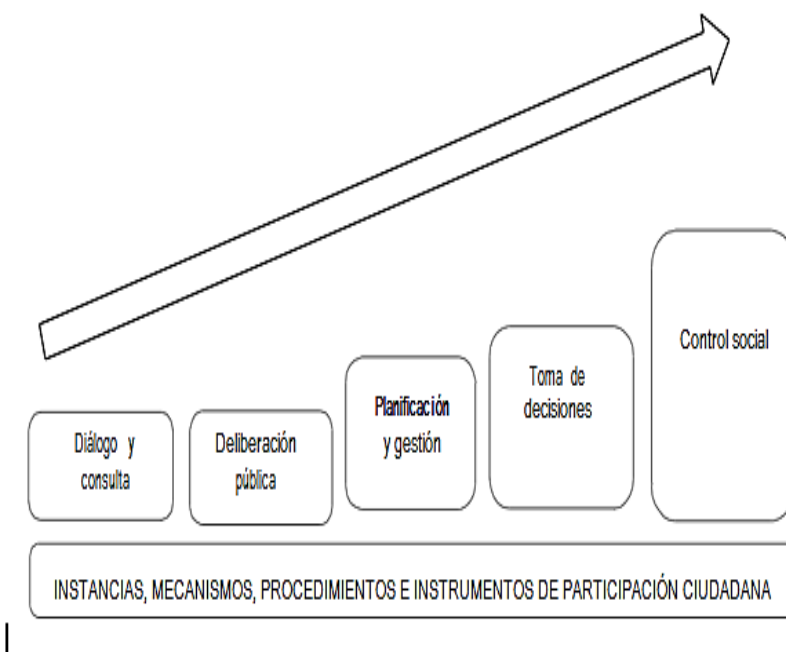 Diálogo y
consulta
Deliberación
pública
Planificación
y gestión
Toma de
decisiones
Control social
INSTANCIAS, MECANISMOS, PROCEDIMIENTOS E INSTRUMENTOS DE PARTICIPACIÓN CIUDADANA